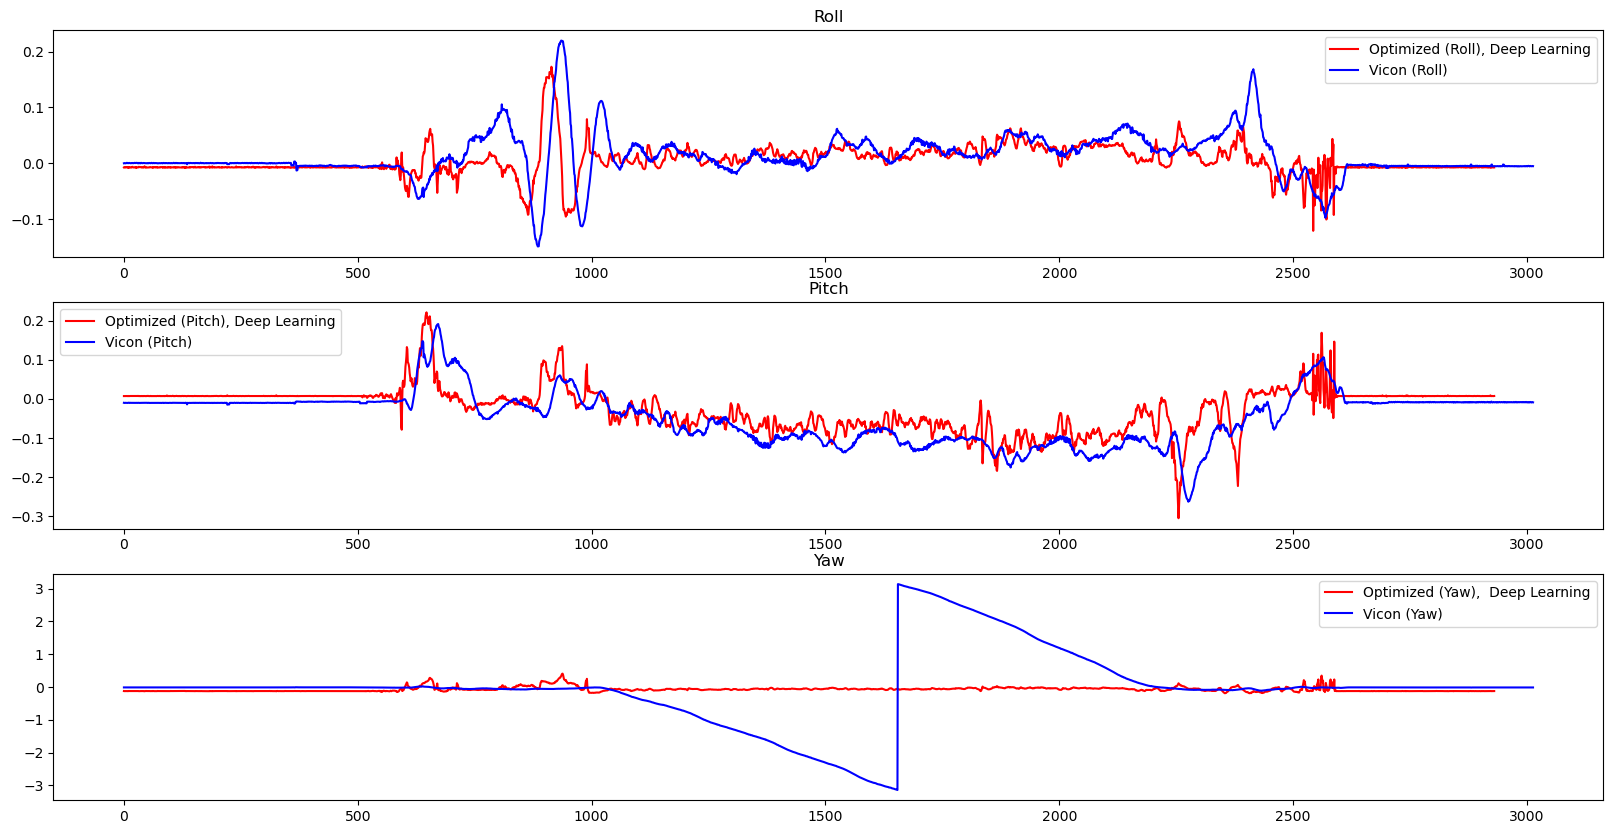 Roll
0.2
0.1
0.0
−0.1
Optimized (Roll), Deep Learning
Vicon (Roll)
0 500 1000 1500 2000 2500 3000
Pitch
0.2
0.1
0.0
−0.1
−0.2
−0.3
Optimized (Pitch), Deep Learning
Vicon (Pitch)
0 500 1000 1500 2000 2500 3000
Yaw
3
2
1
0
−1
−2
−3
Optimized (Yaw),  Deep Learning
Vicon (Yaw)
0 500 1000 1500 2000 2500 3000